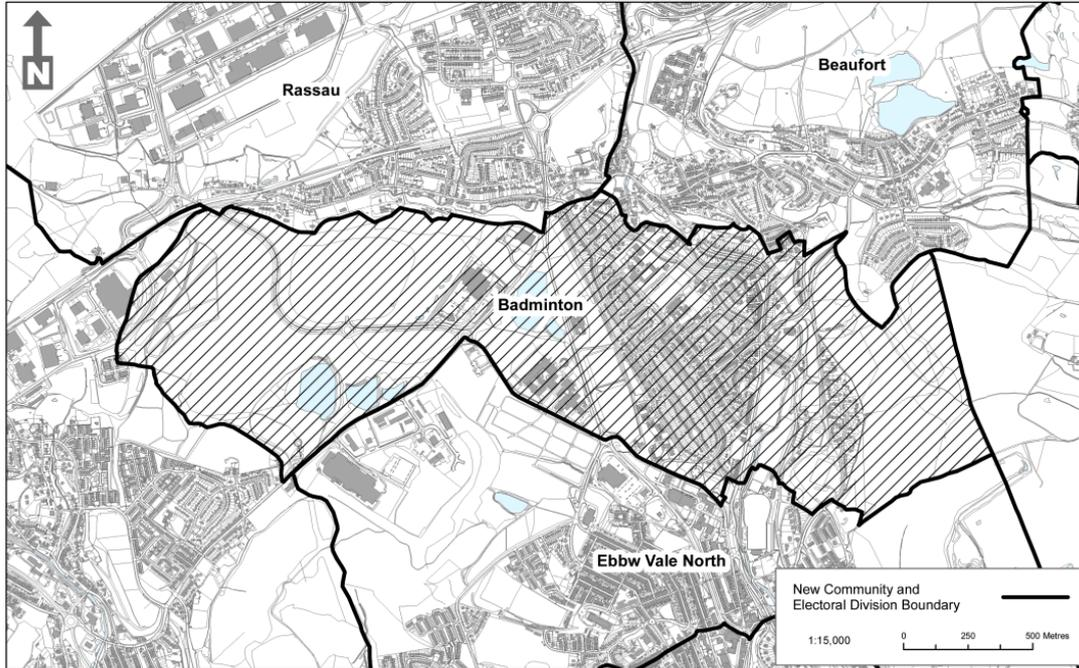 N
Rassau
Beaufort
Badminton
Ebbw Vale North
New Community and
Electoral Division Boundary
1:15,000
0 250 500 Metres